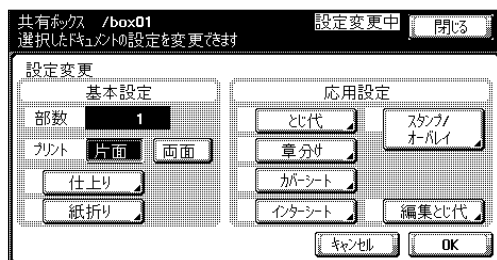 共有ボックス /box01 設定変更中 閉じる
選択したドキュメントの設定を変更できます
設定変更
基本設定 応用設定
部数 1 とじ代 スタンプ/
オーバレイ
プリント 片面 両面 章分け
仕上り カバーシート
紙折り インターシート 編集とじ代
キャンセル OK